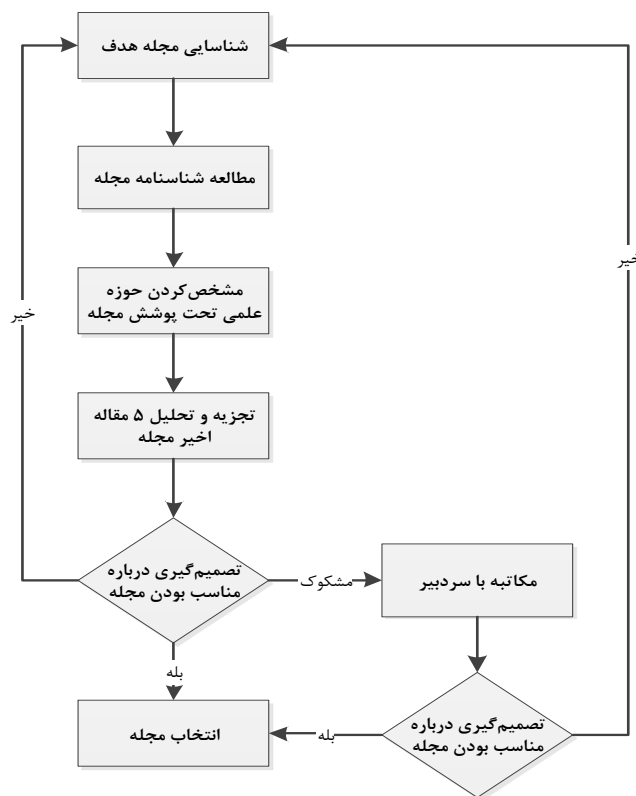 شناسایی مجله هدف
مطالعه شناسنامه مجله
مشخص‌کردن حوزه
علمی تحت پوشش مجله
تجزیه و تحلیل ۵ مقاله
اخیر مجله
تصمیم‌گیری درباره
مناسب بودن مجله
خیر
مشکوک
بله
مکاتبه با سردبیر
تصمیم‌گیری درباره
مناسب بودن مجله
خیر
بله
انتخاب مجله